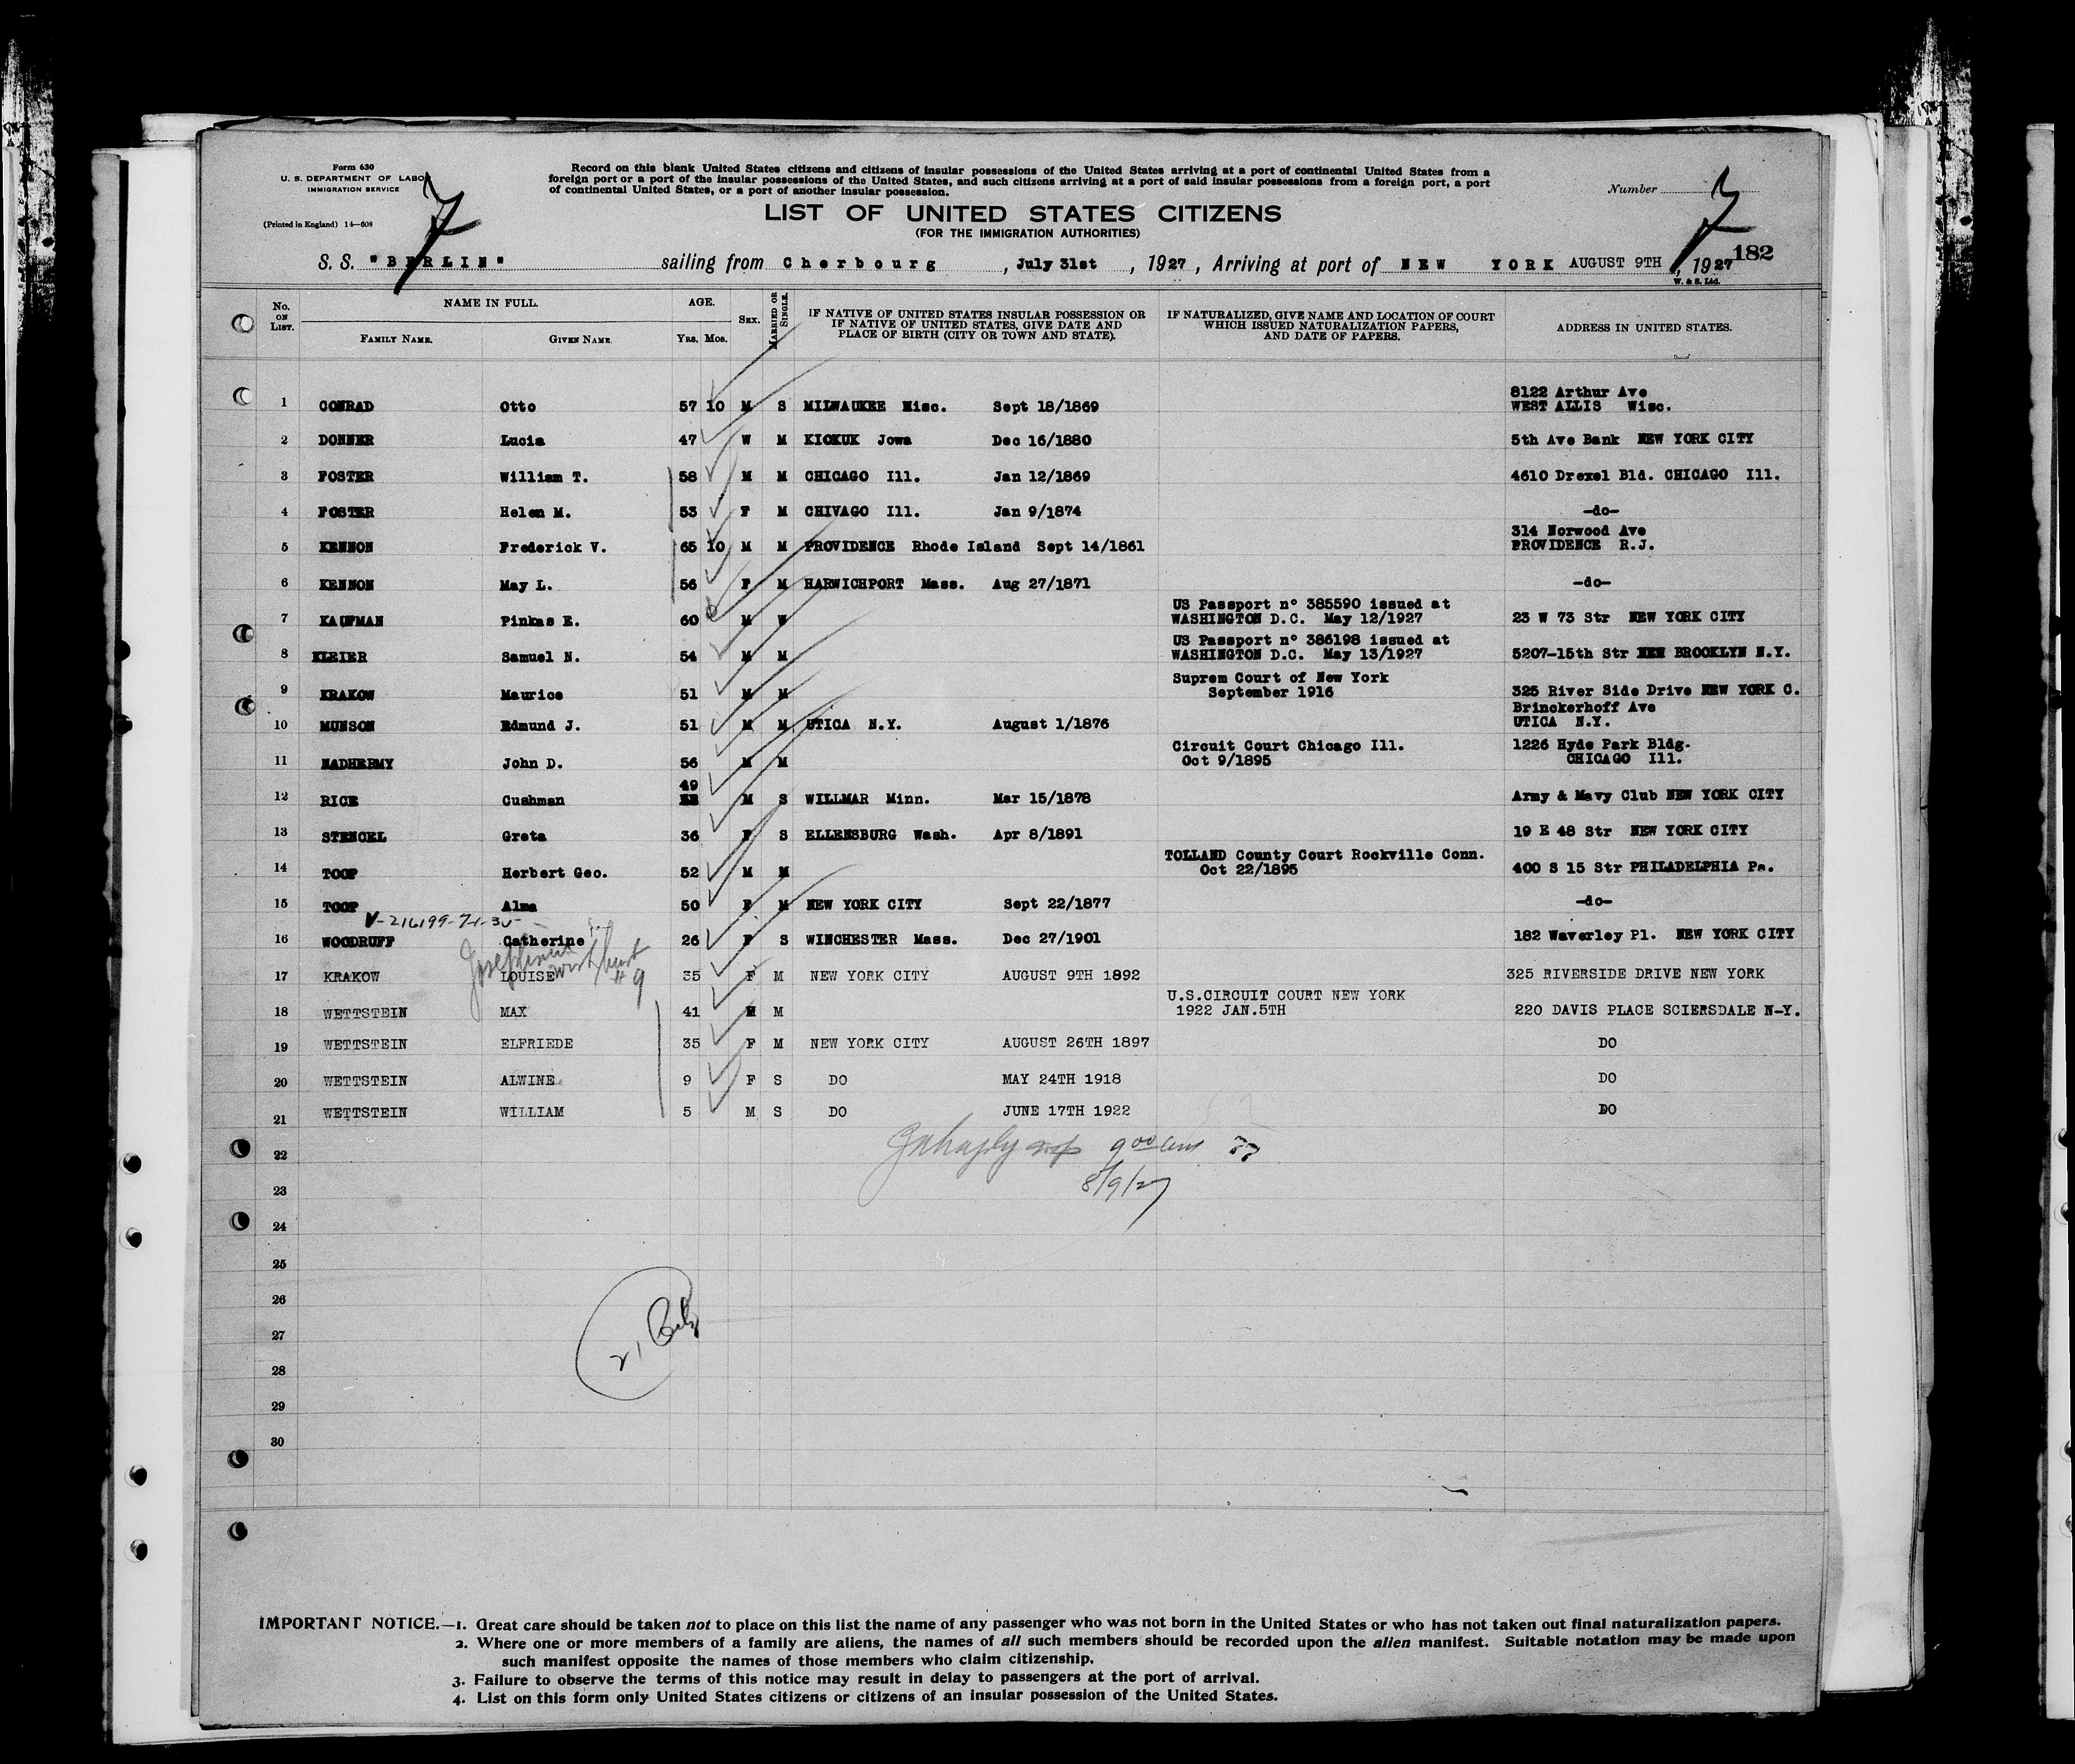 Form 630
U. S. DEPARTMENT OF LABOR
IMMIGRATION SERVICE
(Printed in England) 14—608
7
Record on this blank United States citizens and citizens of insular possessions of the United States arriving at a port of continental United States from a
foreign port or a port of the insular possessions of the United States, and such citizens arriving at a port of said insular possessions from a foreign port, a port
of continental United States, or a port of another insular possession.
Number
7
LIST OF UNITED STATES CITIZENS
(FOR THE IMMIGRATION AUTHORITIES)
182
S. S. "BERLIN" sailing from Cherbourg, July 31st, 1927, Arriving at port of NEW YORK AUGUST 9TH, 1927
W. & S. Ltd.
No. ON LIST. NAME IN FULL. AGE. SEX. MARRIED OR SINGLE. IF NATIVE OF UNITED STATES INSULAR POSSESSION OR IF NATIVE OF UNITED STATES, GIVE DATE AND PLACE OF BIRTH (CITY OR TOWN AND STATE). IF NATURALIZED, GIVE NAME AND LOCATION OF COURT WHICH ISSUED NATURALIZATION PAPERS, AND DATE OF PAPERS. ADDRESS IN UNITED STATES.
FAMILY NAME. GIVEN NAME. YRS. MOS.
8122 Arthur Ave
1 CONRAD Otto 57 10 M S MILWAUKEE Wisc. Sept 18/1869 WEST ALLIS Wisc.
2 DONNER Lucia 47 W M KIOKUK Jowa Dec 16/1880 5th Ave Bank NEW YORK CITY
3 FOSTER William T. 58 M M CHICAGO Ill. Jan 12/1869 4610 Drexel Bld. CHICAGO Ill.
4 FOSTER Helen M. 53 F M CHIVAGO Ill. Jan 9/1874 -do-
314 Norwood Ave
5 KENNON Frederick V. 65 10 M M PROVIDENCE Rhode Island Sept 14/1861 PROVIDENCE R.J.
6 KENNON May L. 56 F M HARWICHPORT Mass. Aug 27/1871 -do-
US Passport n° 385590 issued at
7 KAUFMAN Pinkas E. 60 M W WASHINGTON D.C. May 12/1927 23 W 73 Str NEW YORK CITY
US Passport n° 386198 issued at
8 KLEIER Samuel N. 54 M M WASHINGTON D.C. May 13/1927 5207-15th Str NEW BROOKLYN N.Y.
Suprem Court of New York
9 KRAKOW Maurice 51 M M September 1916 325 River Side Drive NEW YORK C.
Brinckerhoff Ave
10 MUNSON Edmund J. 51 M M UTICA N.Y. August 1/1876 UTICA N.Y.
Circuit Court Chicago Ill. 1226 Hyde Park Bldg.
11 NADHERMY John D. 56 M M Oct 9/1895 CHICAGO Ill.
49
12 RICE Cushman M S WILLMAR Minn. Mar 15/1878 Army & Navy Club NEW YORK CITY
13 STENCEL Greta 36 F S ELLENSBURG Wash. Apr 8/1891 19 E 48 Str NEW YORK CITY
TOLLAND County Court Rockville Conn.
14 TOOP Herbert Geo. 52 M M Oct 22/1895 400 S 15 Str PHILADELPHIA Pa.
15 TOOP Alma 50 F M NEW YORK CITY Sept 22/1877 -do-
V-216199-7-1-30
16 WOODRUFF Catherine 26 F S WINCHESTER Mass. Dec 27/1901 182 Waverley Pl. NEW YORK CITY
Josephine
#9
17 KRAKOW LOUISE 35 F M NEW YORK CITY AUGUST 9TH 1892 325 RIVERSIDE DRIVE NEW YORK
U.S.CIRCUIT COURT NEW YORK
18 WETTSTEIN MAX 41 M M 1922 JAN.5TH 220 DAVIS PLACE SCIERSDALE N-Y.
19 WETTSTEIN ELFRIEDE 35 F M NEW YORK CITY AUGUST 26TH 1897 DO
20 WETTSTEIN ALWINE 9 F S DO MAY 24TH 1918 DO
21 WETTSTEIN WILLIAM 5 M S DO JUNE 17TH 1922 DO
22
8/9/27
23
24
25
26
27
21
28
29
30
IMPORTANT NOTICE.—1. Great care should be taken not to place on this list the name of any passenger who was not born in the United States or who has not taken out final naturalization papers.
2. Where one or more members of a family are aliens, the names of all such members should be recorded upon the alien manifest. Suitable notation may be made upon
such manifest opposite the names of those members who claim citizenship.
3. Failure to observe the terms of this notice may result in delay to passengers at the port of arrival.
4. List on this form only United States citizens or citizens of an insular possession of the United States.